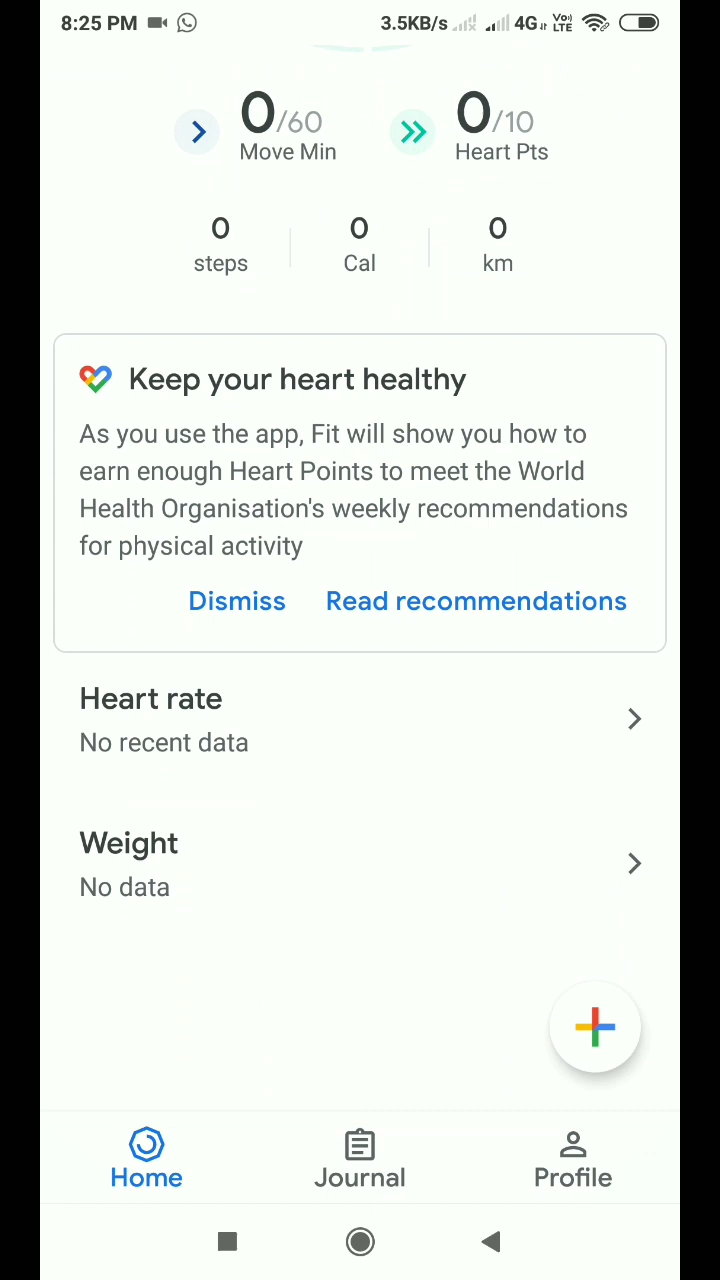 8:25 PM 3.5KB/s 4G Vo) LTE
0/60 0/10
Move Min Heart Pts
0 0 0
steps Cal km
Keep your heart healthy
As you use the app, Fit will show you how to
earn enough Heart Points to meet the World
Health Organisation's weekly recommendations
for physical activity
Dismiss Read recommendations
Heart rate
No recent data
Weight
No data
Home Journal Profile